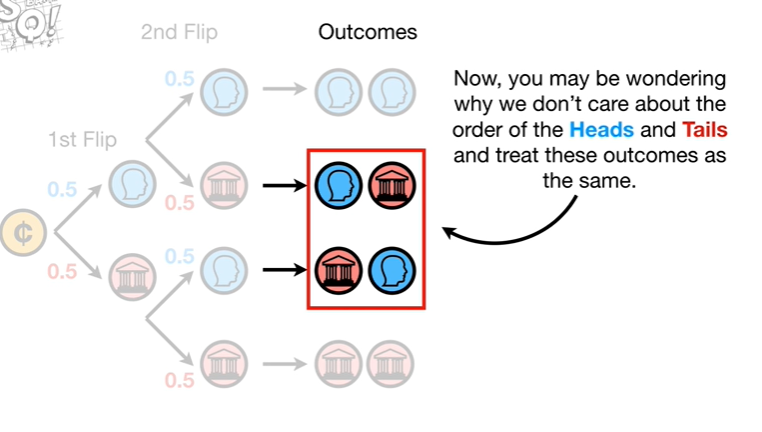 SQ!
2nd Flip
Outcomes
0.5
Now, you may be wondering
why we don't care about the
order of the Heads and Tails
and treat these outcomes as
the same.
1st Flip
0.5
0.5
¢
0.5
0.5
0.5